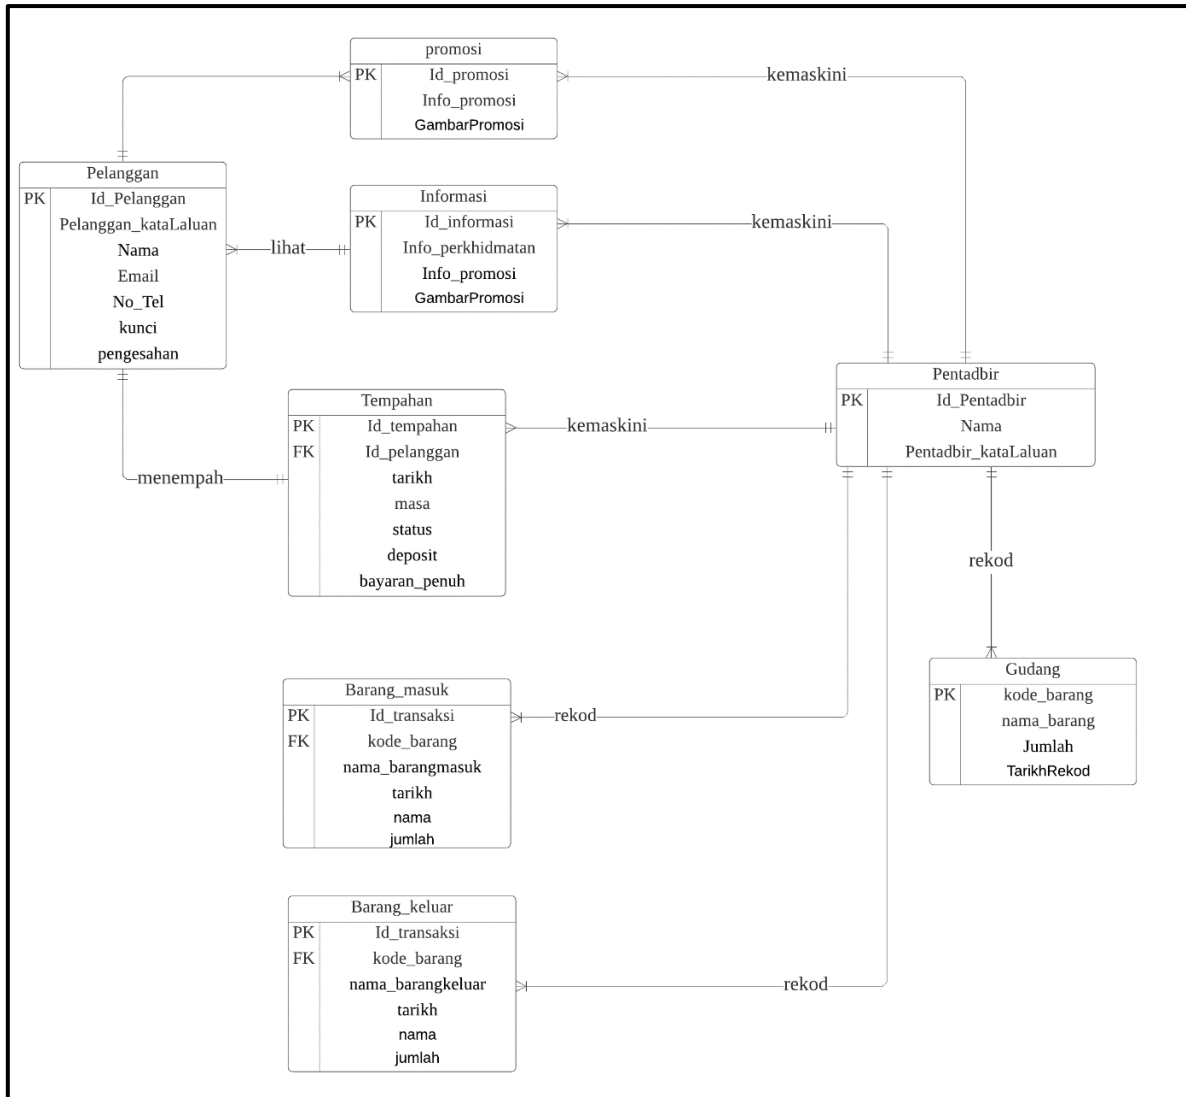 promosi
PK Id_promosi
Info_promosi
GambarPromosi
kemaskini
Pelanggan
PK Id_Pelanggan
Pelanggan_kataLaluan
Nama
Email
No_Tel
kunci
pengesahan
lihat
Informasi
PK Id_informasi
Info_perkhidmatan
Info_promosi
GambarPromosi
kemaskini
Pentadbir
PK Id_Pentadbir
Nama
Pentadbir_kataLaluan
Tempahan
PK Id_tempahan
FK Id_pelanggan
tarikh
masa
status
deposit
bayaran_penuh
kemaskini
menempah
rekod
Gudang
PK kode_barang
nama_barang
Jumlah
TarikhRekod
Barang_masuk
PK Id_transaksi
FK kode_barang
nama_barangmasuk
tarikh
nama
jumlah
rekod
Barang_keluar
PK Id_transaksi
FK kode_barang
nama_barangkeluar
tarikh
nama
jumlah
rekod